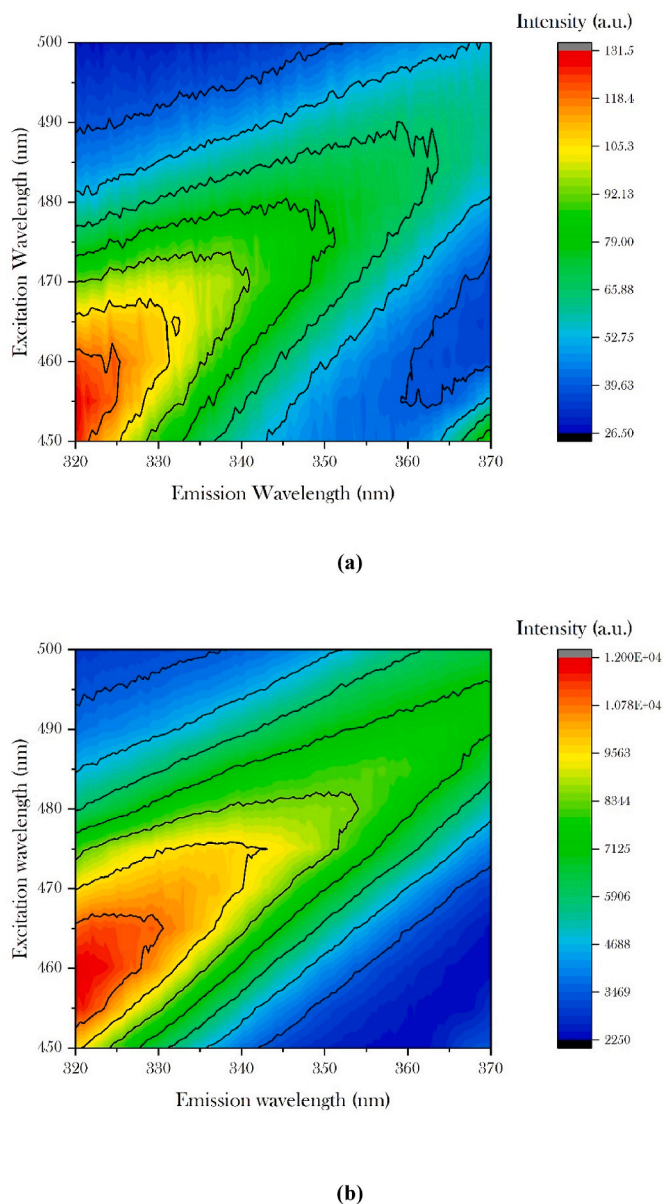 Intensity (a.u.)
500
490
480
470
460
450
Excitation Wavelength (nm)
131.5
118.4
105.3
92.13
79.00
65.88
52.75
39.63
26.50
320 330 340 350 360 370
Emission Wavelength (nm)
(a)
Intensity (a.u.)
500
490
480
470
460
450
Excitation wavelength (nm)
1.200E+04
1.078E+04
9563
8344
7125
5906
4688
3469
2250
320 330 340 350 360 370
Emission wavelength (nm)
(b)